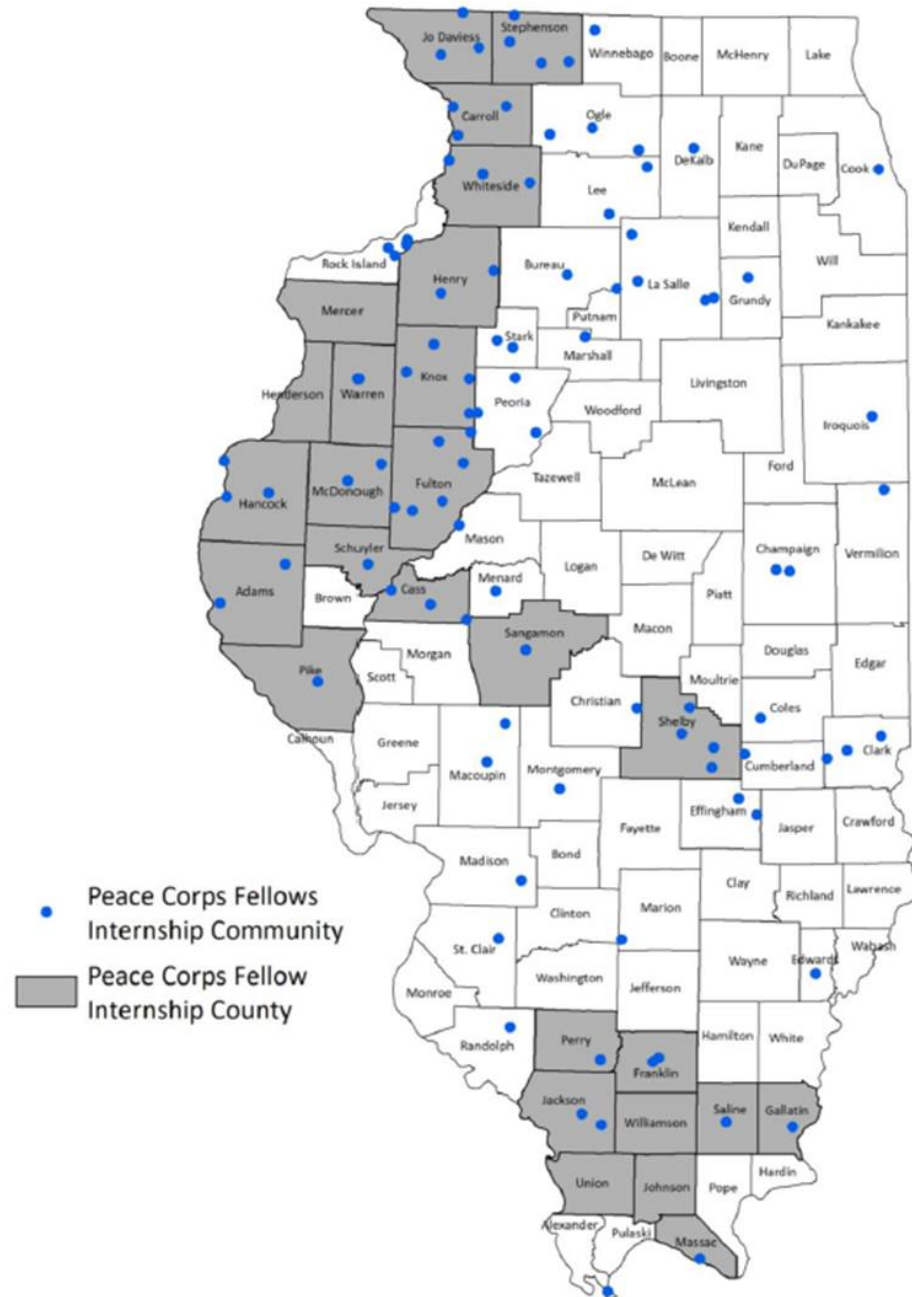 Jo Daviess
Stephenson
Winnebago
Boone
McHenry
Lake
Carroll
Ogle
DeKalb
Kane
DuPage
Cook
Whiteside
Lee
Kendall
Will
Rock Island
Henry
Bureau
La Salle
Grundy
Mercer
Putnam
Kankakee
Stark
Marshall
Henderson
Warren
Knox
Peoria
Woodford
Livingston
Iroquois
Hancock
McDonough
Fulton
Tazewell
McLean
Ford
Mason
Schuyler
Logan
De Witt
Champaign
Vermilion
Adams
Brown
Cass
Menard
Piatt
Macon
Sangamon
Pike
Scott
Morgan
Christian
Moultrie
Douglas
Edgar
Shelby
Coles
Calhoun
Greene
Macoupin
Montgomery
Cumberland
Clark
Jersey
Fayette
Effingham
Jasper
Crawford
Madison
Bond
Clay
Richland
Lawrence
Peace Corps Fellows
Internship Community
Clinton
Marion
St. Clair
Washington
Wayne
Edwards
Wabash
Peace Corps Fellow
Internship County
Monroe
Jefferson
Randolph
Perry
Franklin
Hamilton
White
Jackson
Williamson
Saline
Gallatin
Union
Johnson
Pope
Hardin
Alexander
Pulaski
Massac